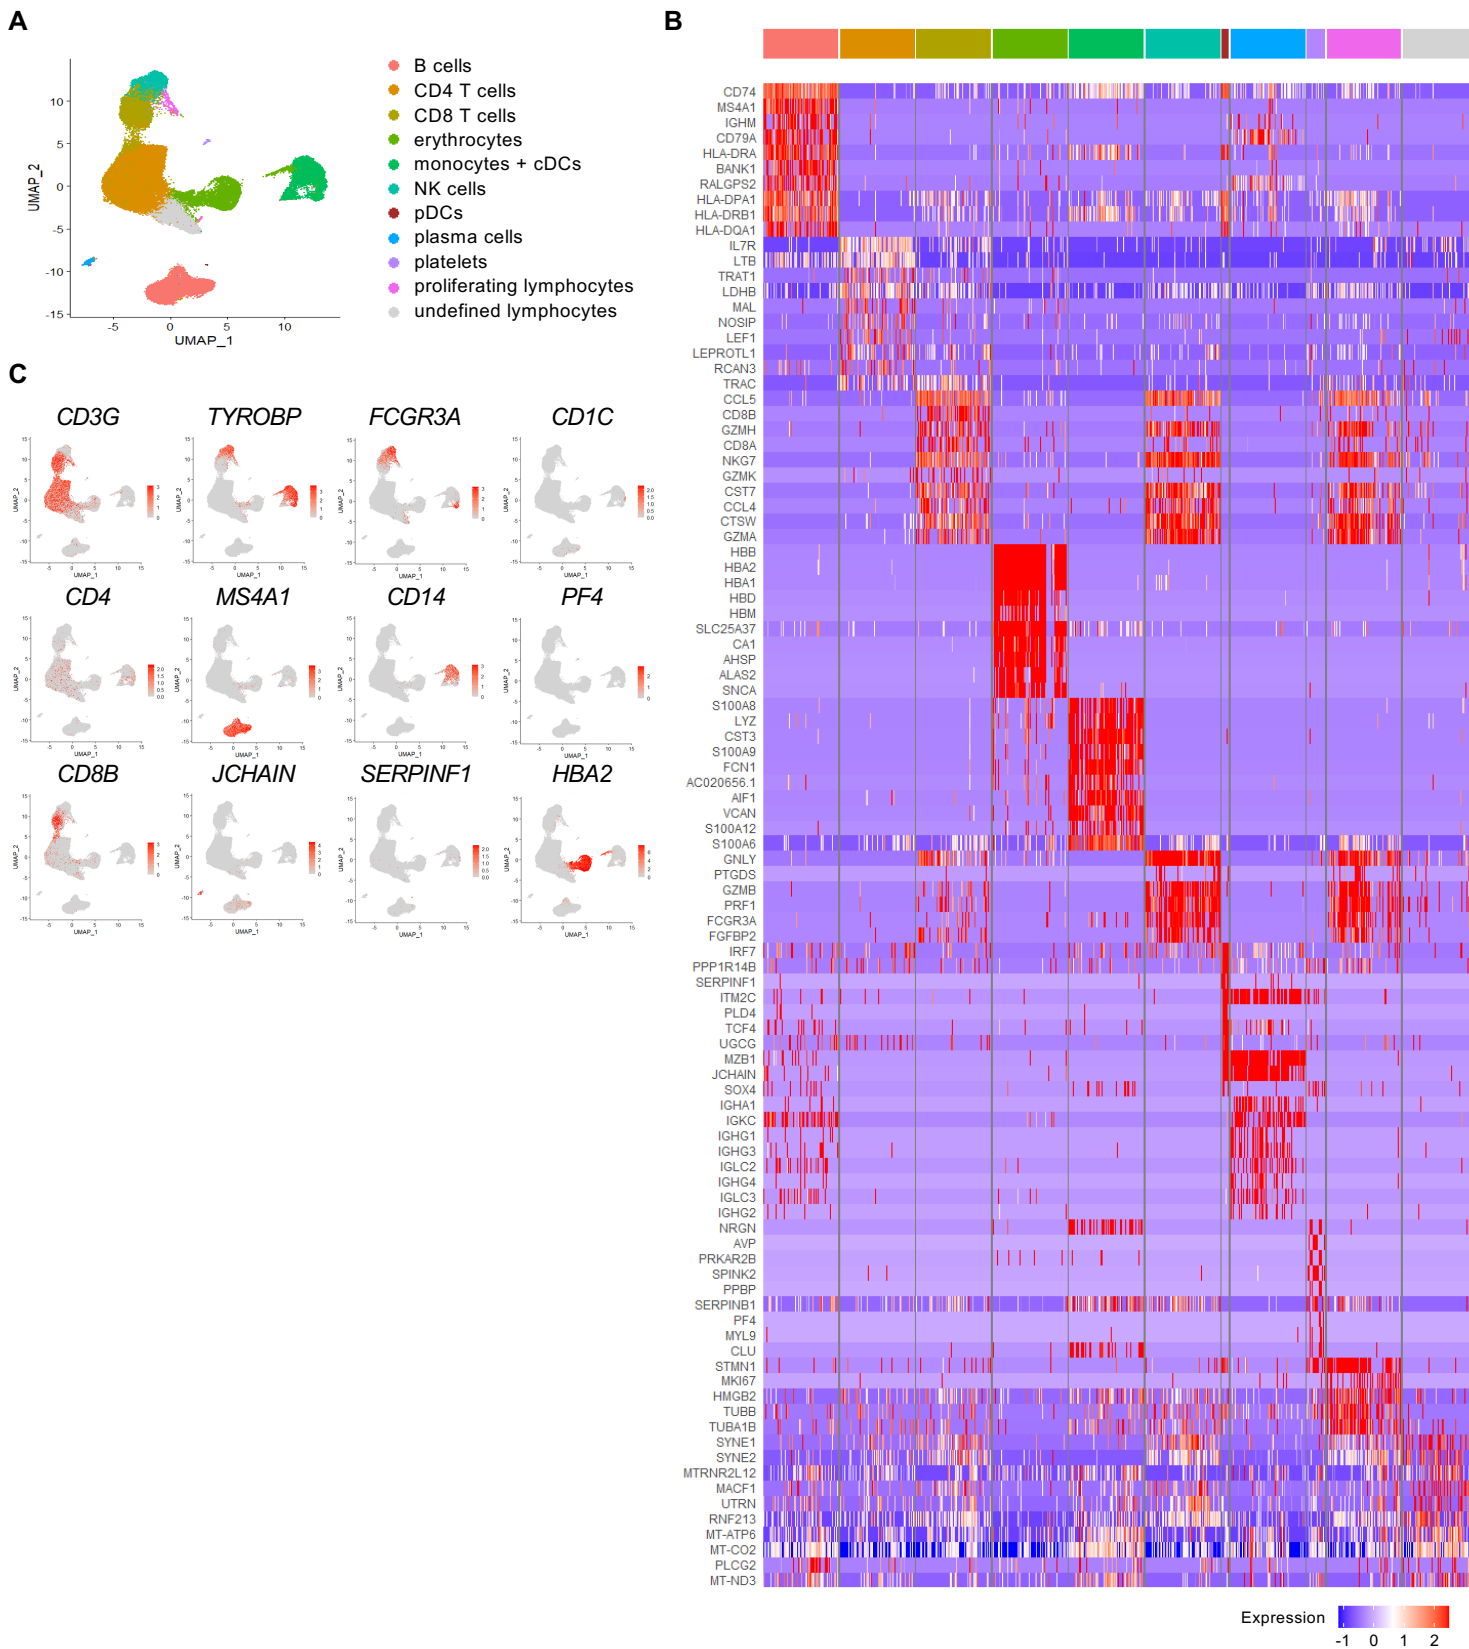 A
B
15
10
5
0
-5
-10
-15
UMAP_2
-5
0
5
10
UMAP_1
B cells
CD4 T cells
CD8 T cells
erythrocytes
monocytes + cDCs
NK cells
pDCs
plasma cells
platelets
proliferating lymphocytes
undefined lymphocytes
C
CD3G
TYROBP
FCGR3A
CD1C
CD4
MS4A1
CD14
PF4
CD8B
JCHAIN
SERPINF1
HBA2
CD74
MS4A1
IGHM
CD79A
HLA-DRA
BANK1
RALGPS2
HLA-DPA1
HLA-DRB1
HLA-DQA1
IL7R
LTB
TRAT1
LDHB
MAL
NOSIP
LEF1
LEPROTL1
RCAN3
TRAC
CCL5
CD8B
GZMH
CD8A
NKG7
GZMK
CST7
CCL4
CTSW
GZMA
HBB
HBA2
HBA1
HBD
HBM
SLC25A37
CA1
AHSP
ALAS2
SNCA
S100A8
LYZ
CST3
S100A9
FCN1
AC020656.1
AIF1
VCAN
S100A12
S100A6
GNLY
PTGDS
GZMB
PRF1
FCGR3A
FGFBP2
IRF7
PPP1R14B
SERPINF1
ITM2C
PLD4
TCF4
UGCG
MZB1
JCHAIN
SOX4
IGHA1
IGKC
IGHG1
IGHG3
IGLC2
IGHG4
IGLC3
IGHG2
NRGN
AVP
PRKAR2B
SPINK2
PPBP
SERPINB1
PF4
MYL9
CLU
STMN1
MKI67
HMGB2
TUBB
TUBA1B
SYNE1
SYNE2
MTRNR2L12
MACF1
UTRN
RNF213
MT-ATP6
MT-CO2
PLCG2
MT-ND3
Expression
-1 0 1 2